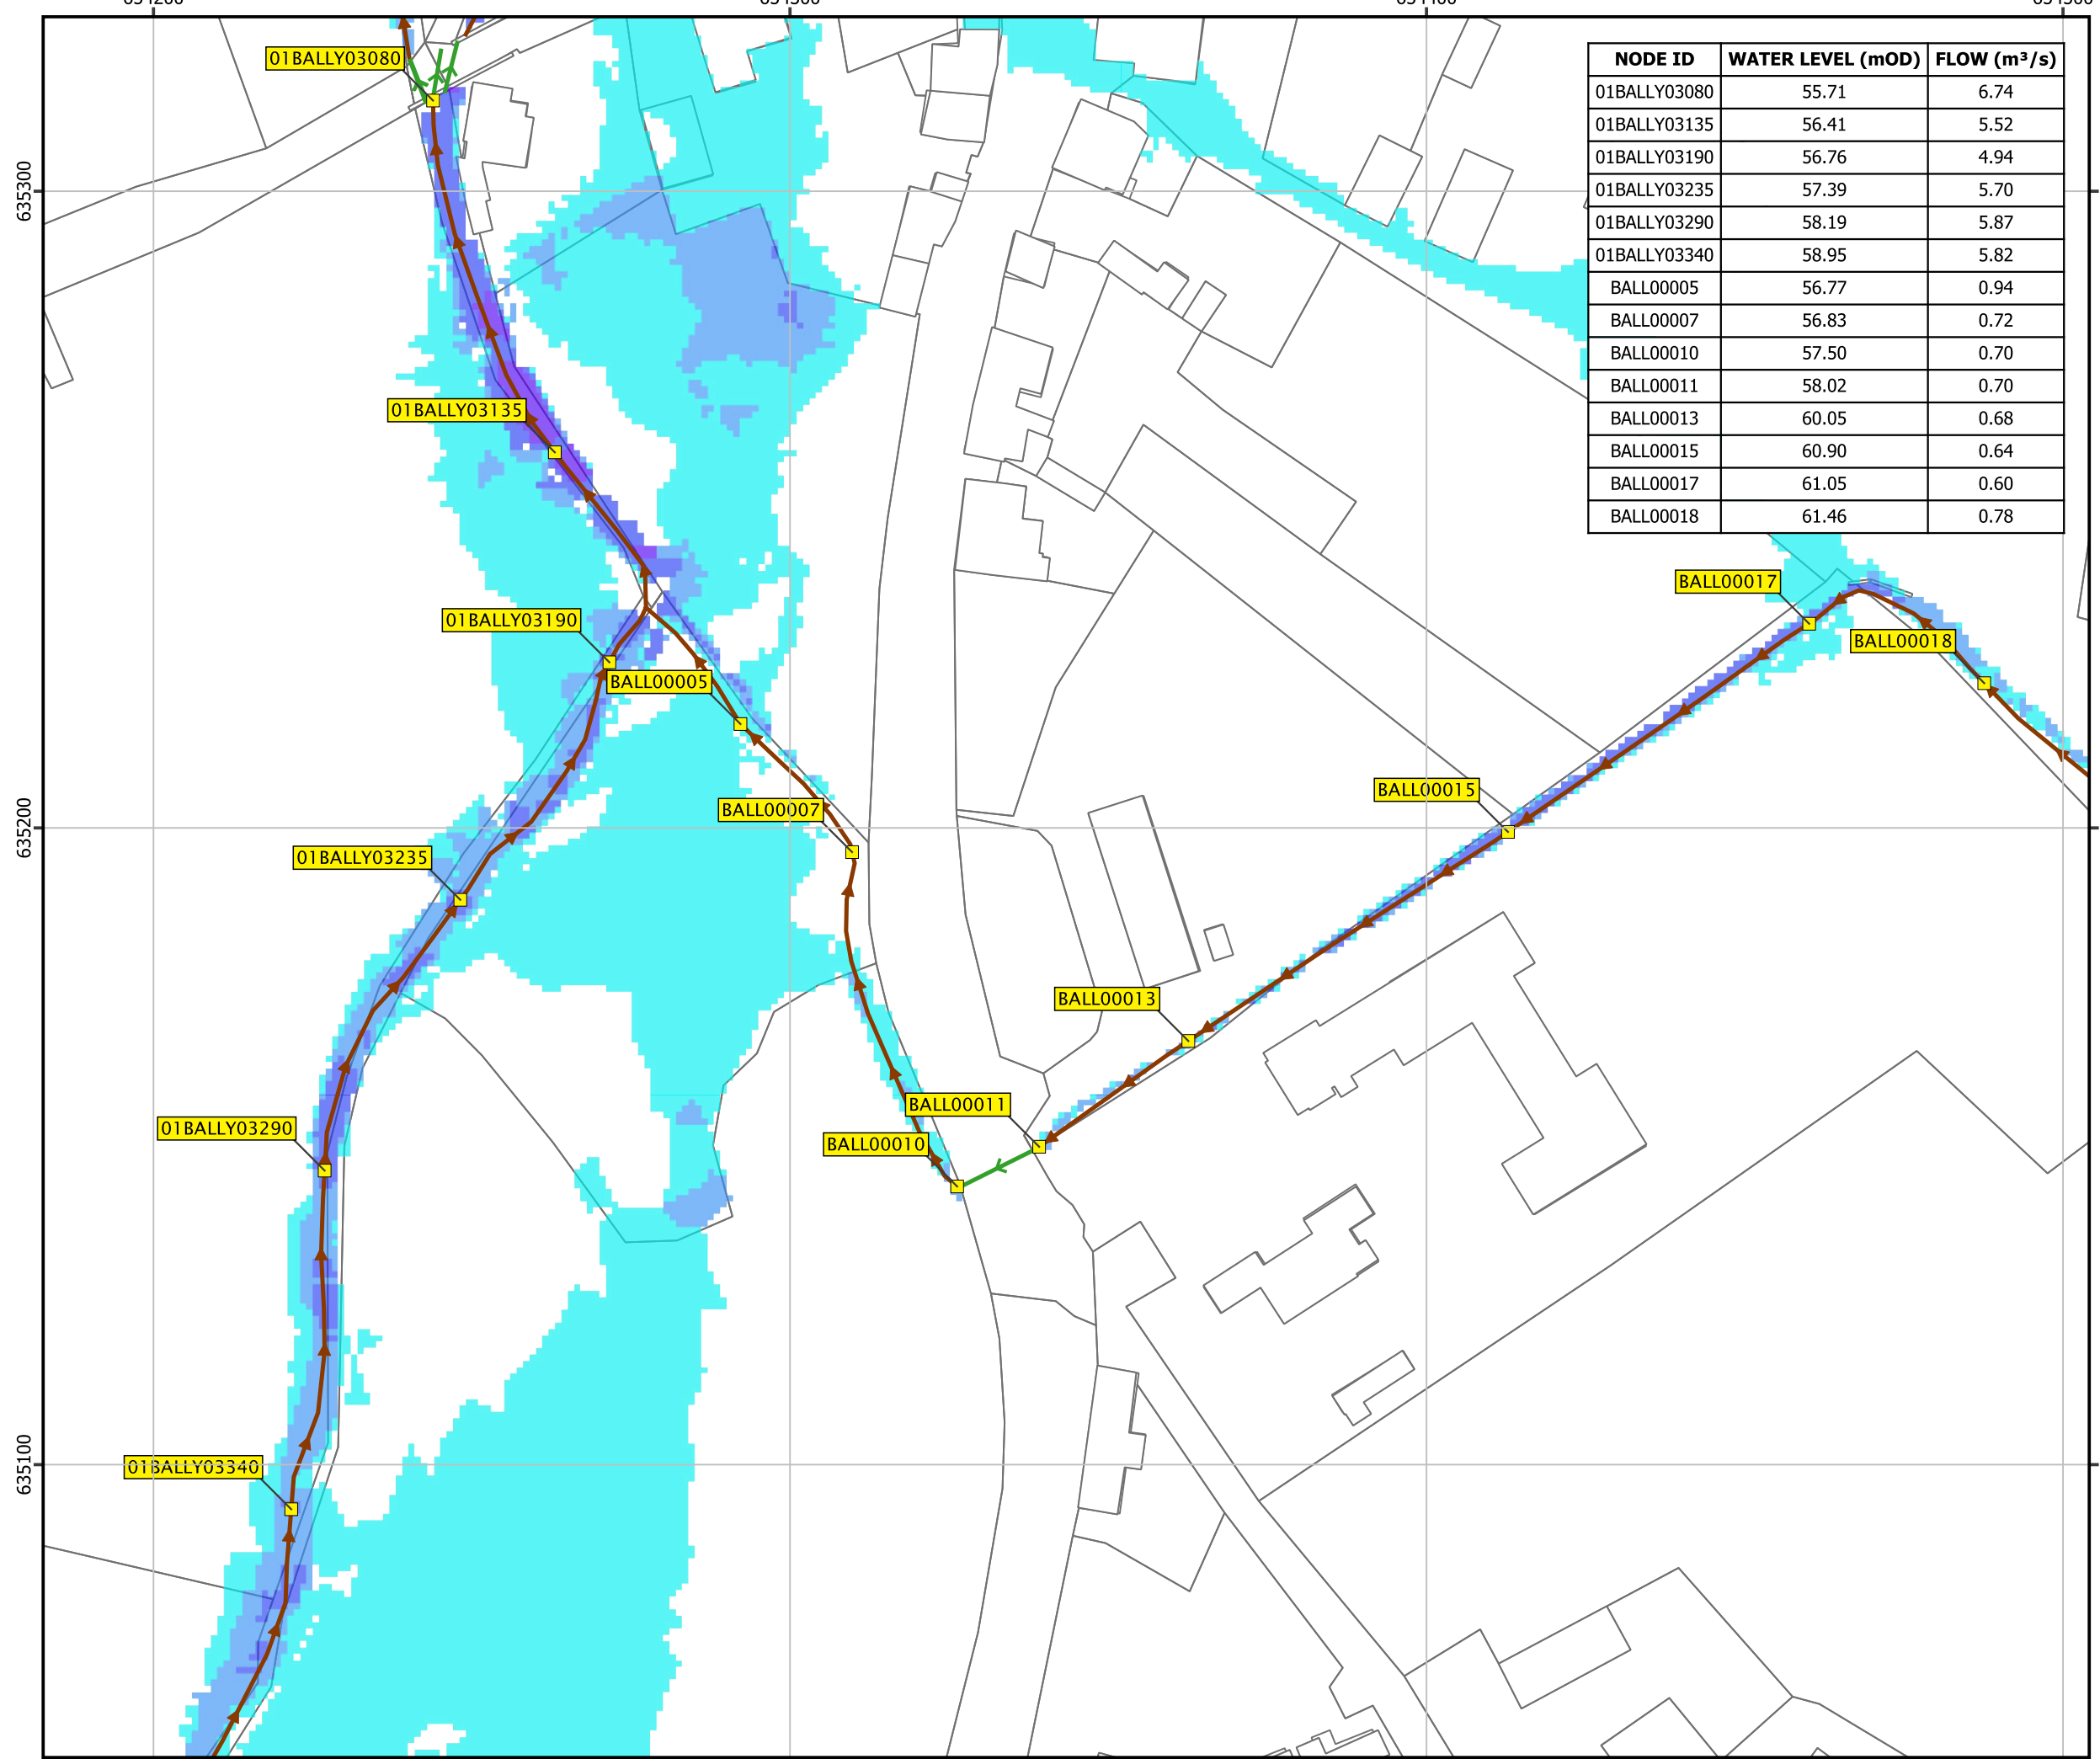 NODE ID WATER LEVEL (mOD) FLOW (m³/s)
01BALLY03080 55.71 6.74
01BALLY03135 56.41 5.52
01BALLY03190 56.76 4.94
01BALLY03235 57.39 5.70
01BALLY03290 58.19 5.87
01BALLY03340 58.95 5.82
BALL00005 56.77 0.94
BALL00007 56.83 0.72
BALL00010 57.50 0.70
BALL00011 58.02 0.70
BALL00013 60.05 0.68
BALL00015 60.90 0.64
BALL00017 61.05 0.60
BALL00018 61.46 0.78
01BALLY03080
635300
01BALLY03135
BALL00017
01BALLY03190
BALL00018
BALL00005
BALL00015
BALL00007
635200
01BALLY03235
BALL00013
BALL00011
01BALLY03290
BALL00010
01BALLY03340
635100